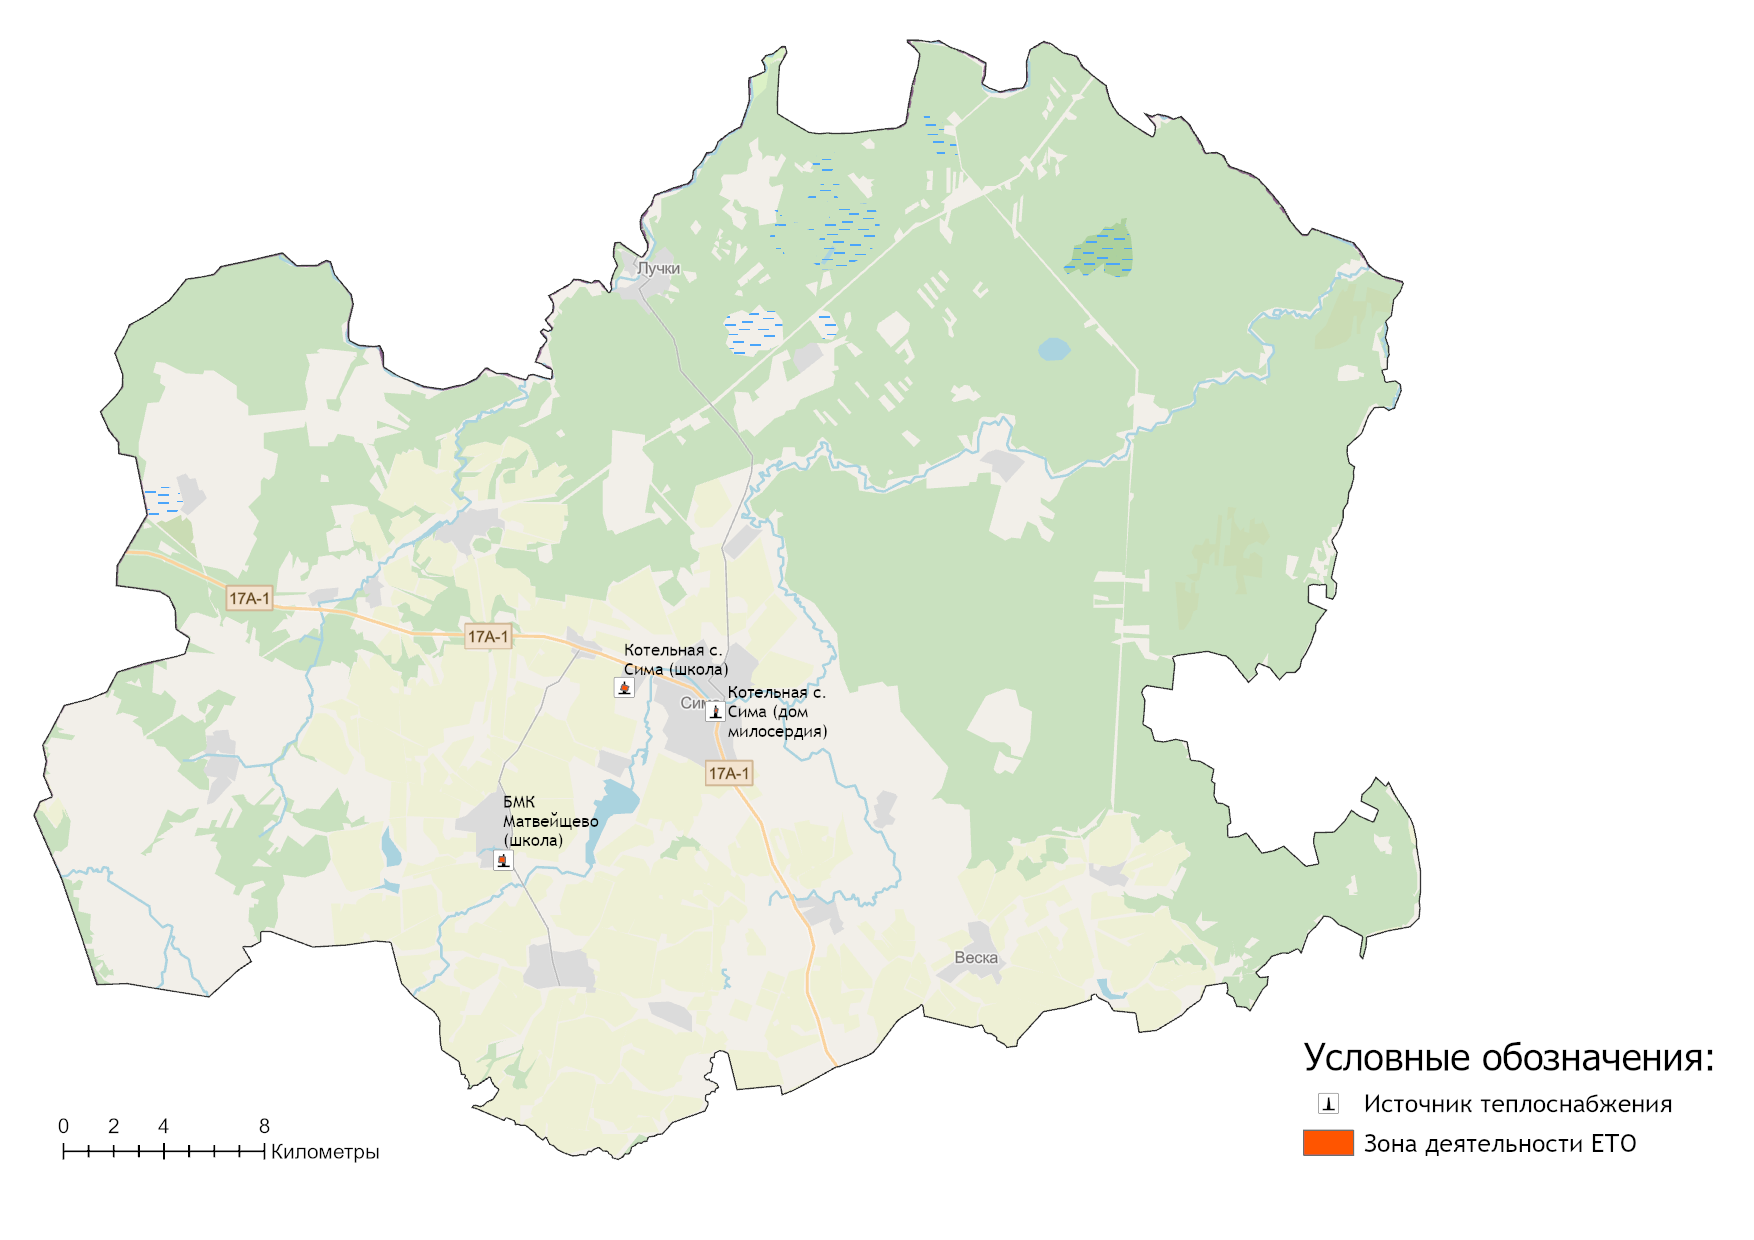 Лучки
17А-1
17А-1
Котельная с.
Сима (школа)
Сима
Котельная с.
Сима (дом
милосердия)
17А-1
БМК
Матвейщево
(школа)
Веска
Условные обозначения:
Источник теплоснабжения
Зона деятельности ЕТО
0 2 4 8
Километры